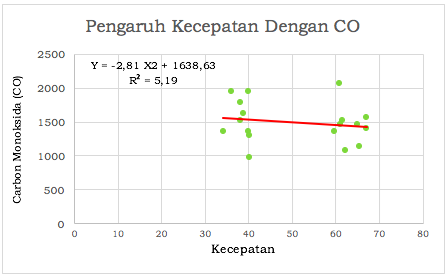 Pengaruh Kecepatan Dengan CO
Y = -2,81 X2 + 1638,63
R² = 5,19
Carbon Monoksida (CO)
2500
2000
1500
1000
500
0
0 10 20 30 40 50 60 70 80
Kecepatan